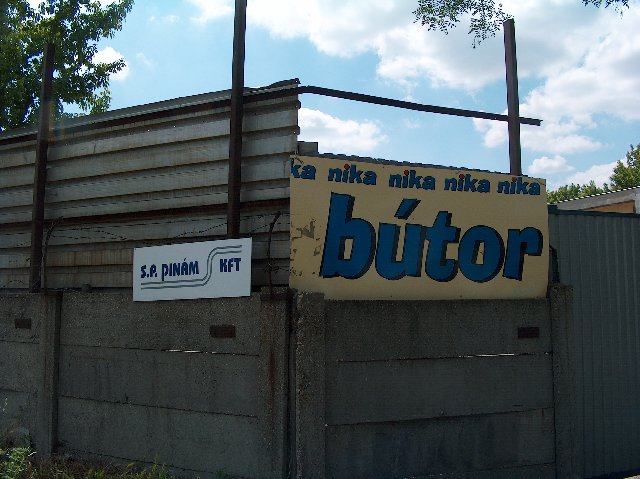 ka nika nika nika nika
bútor
S.P. PINÁM KFT